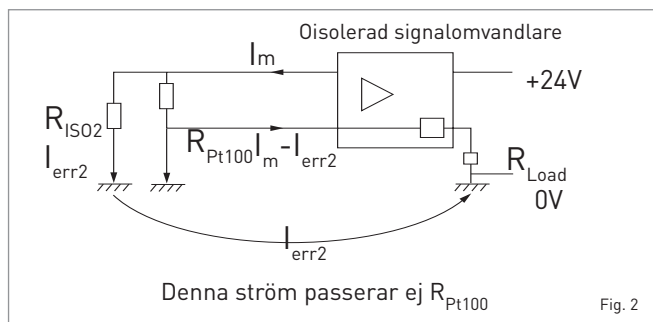 Oisolerad signalomvandlare
Im
+24V
RISO2
Ierr2
RPt100
Im-Ierr2
RLoad
0V
Ierr2
Denna ström passerar ej RPt100
Fig. 2